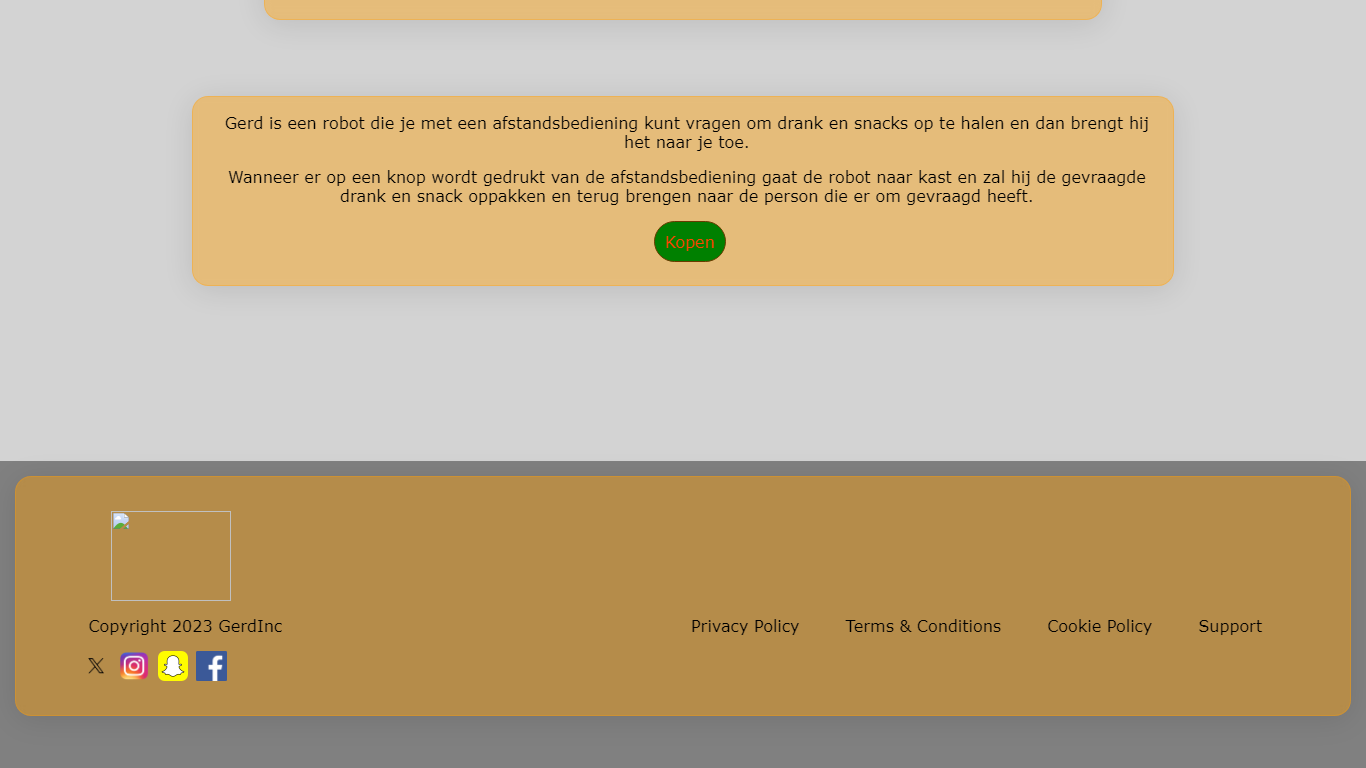 Gerd is een robot die je met een afstandsbediening kunt vragen om drank en snacks op te halen en dan brengt hij
het naar je toe.
Wanneer er op een knop wordt gedrukt van de afstandsbediening gaat de robot naar kast en zal hij de gevraagde
drank en snack oppakken en terug brengen naar de person die er om gevraagd heeft.
Kopen
Copyright 2023 GerdInc
Privacy Policy
Terms & Conditions
Cookie Policy
Support